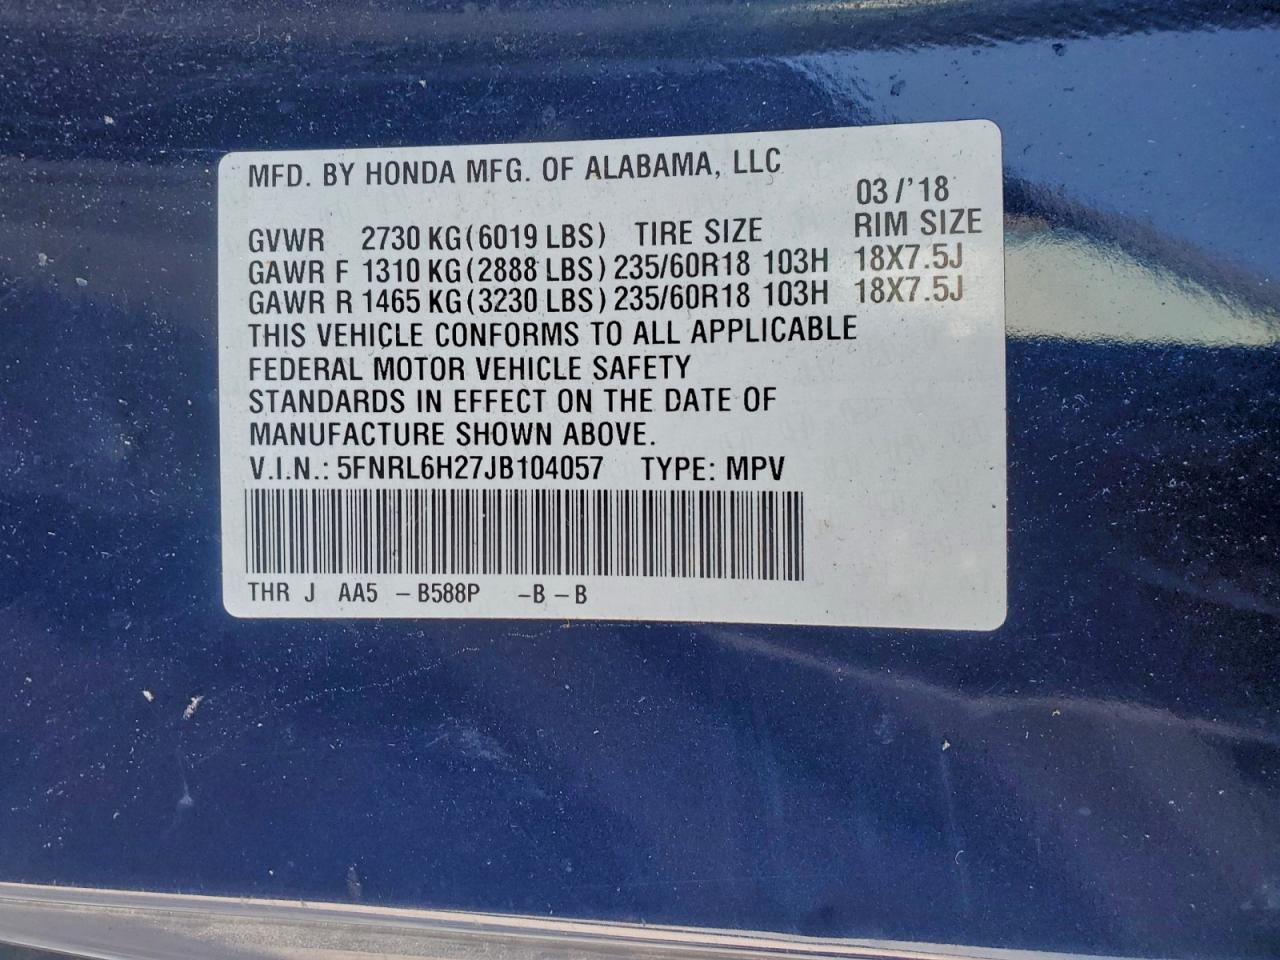 MFD. BY HONDA MFG. OF ALABAMA, LLC
03/'18
GVWR 2730 KG(6019 LBS) TIRE SIZE RIM SIZE
GAWR F 1310 KG(2888 LBS) 235/60R18 103H 18X7.5J
GAWR R 1465 KG(3230 LBS) 235/60R18 103H 18X7.5J
THIS VEHICLE CONFORMS TO ALL APPLICABLE
FEDERAL MOTOR VEHICLE SAFETY
STANDARDS IN EFFECT ON THE DATE OF
MANUFACTURE SHOWN ABOVE.
V.I.N.: 5FNRL6H27JB104057 TYPE: MPV
THR J AA5 - B588P - B - B